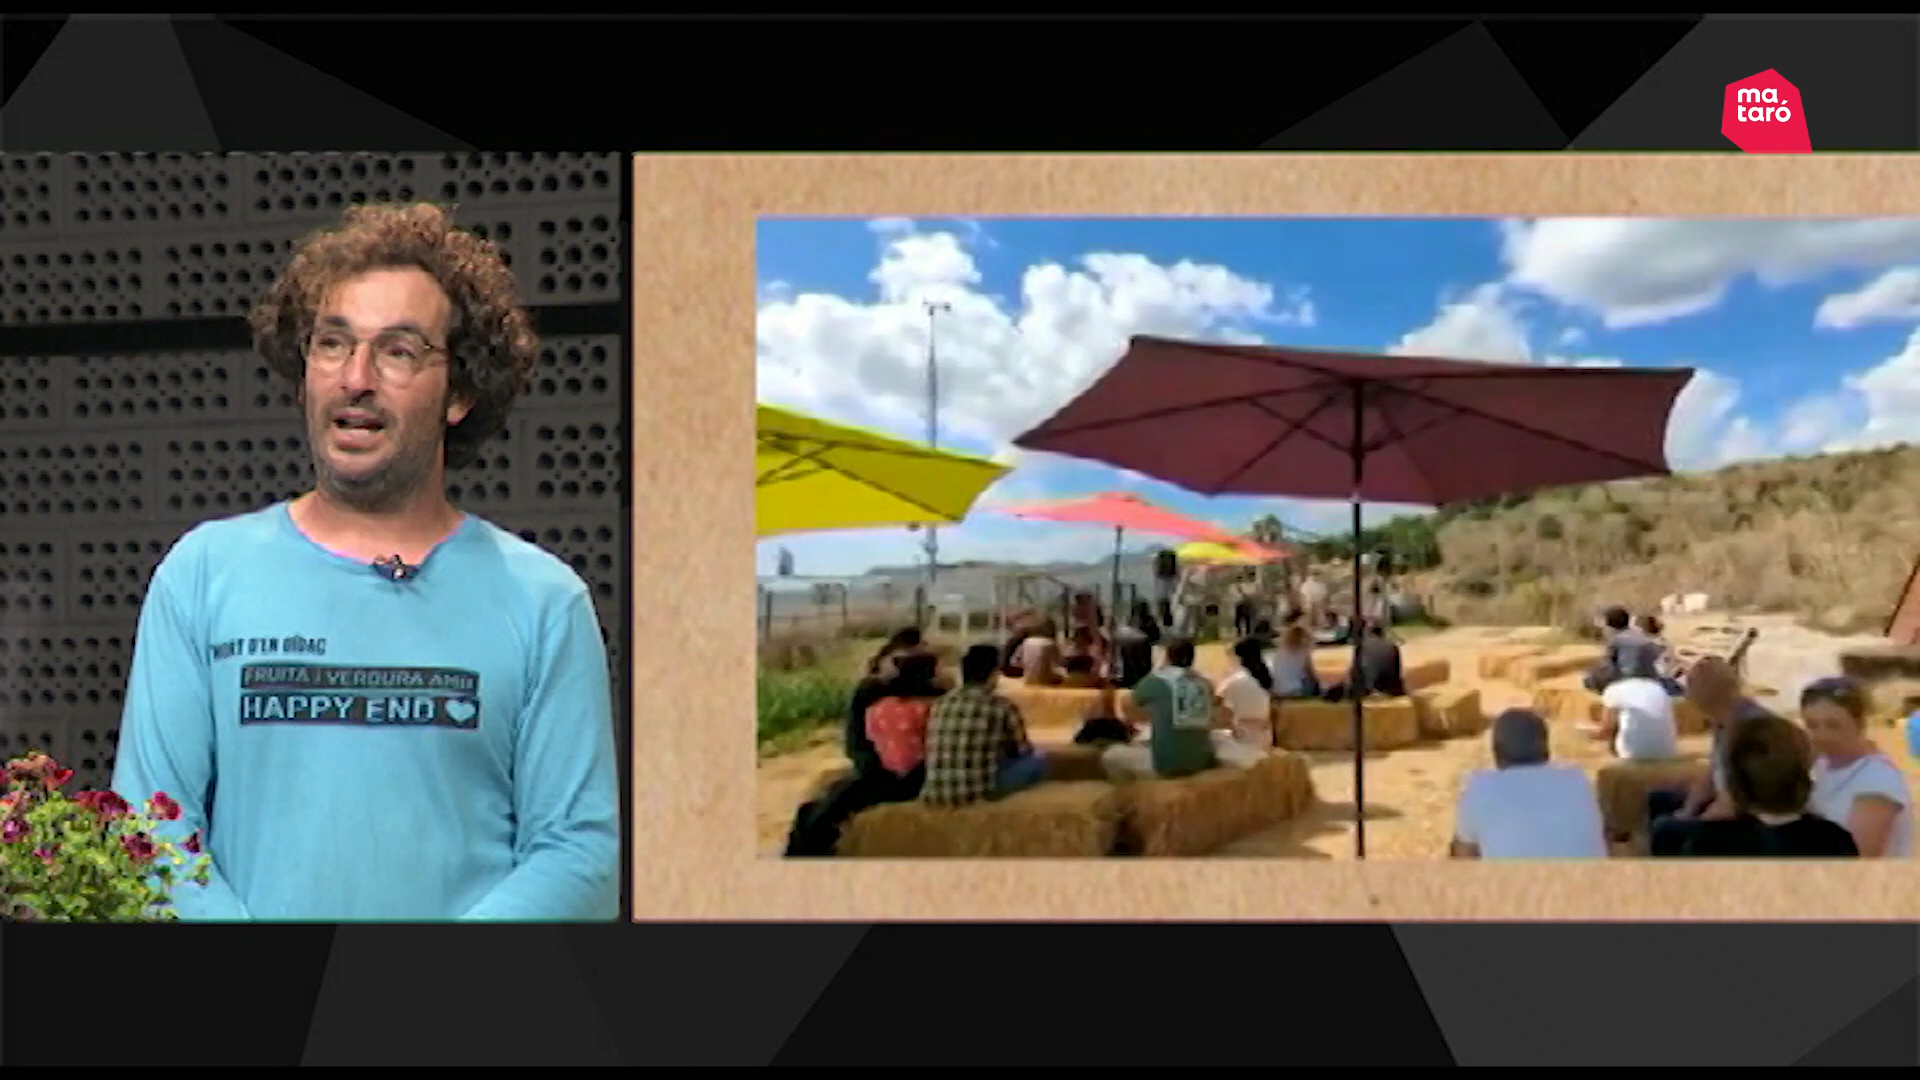 ma
taró
HORT D'EN DÍDAC
FRUITA I VERDURA AMB
HAPPY END